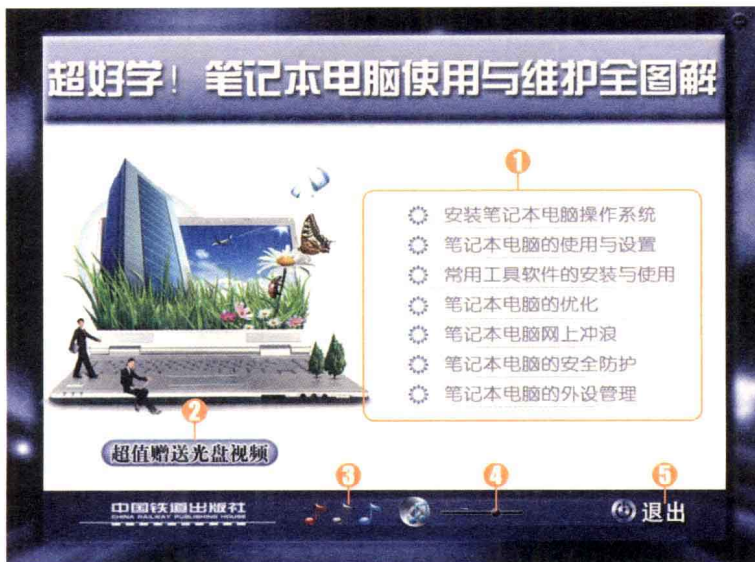 超好学！笔记本电脑使用与维护全图解
1
安装笔记本电脑操作系统
笔记本电脑的使用与设置
常用工具软件的安装与使用
笔记本电脑的优化
笔记本电脑网上冲浪
笔记本电脑的安全防护
笔记本电脑的外设管理
2
超值赠送光盘视频
3
4
5
中国铁道出版社
CHINA RAILWAY PUBLISHING HOUSE
退出